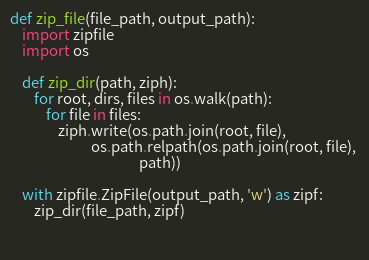 def zip_file(file_path, output_path):
    import zipfile
    import os

    def zip_dir(path, ziph):
        for root, dirs, files in os.walk(path):
            for file in files:
                ziph.write(os.path.join(root, file),
                           os.path.relpath(os.path.join(root, file),
                                           path))

    with zipfile.ZipFile(output_path, 'w') as zipf:
        zip_dir(file_path, zipf)